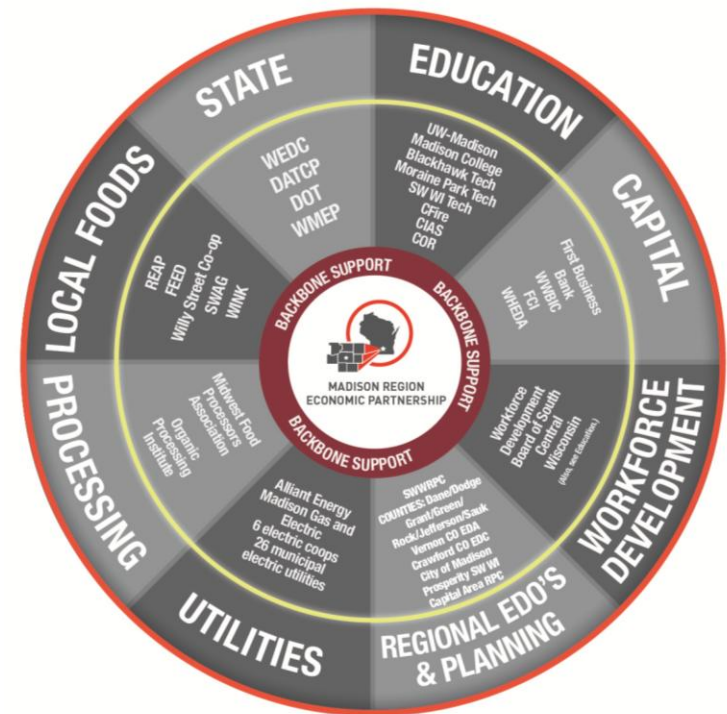 STATE
WEDC
DATCP
DOT
WMEP
EDUCATION
UW-Madison
Madison College
Blackhawk Tech
Moraine Park Tech
SW WI Tech
CFire
CIAS
COR
CAPITAL
First Business
Bank
WWBIC
FCI
WHEDA
WORKFORCE
DEVELOPMENT
Workforce
Development
Board of South
Central
Wisconsin
(Also, see Education.)
REGIONAL EDO'S
& PLANNING
SWWRPC
COUNTIES: Dane/Dodge
Grant/Green/
Rock/Jefferson/Sauk
Vernon CO EDA
Crawford CO EDC
City of Madison
Prosperity SW WI
Capital Area RPC
UTILITIES
Alliant Energy
Madison Gas and
Electric
6 electric coops
26 municipal
electric utilities
PROCESSING
Midwest Food
Processors
Association
Organic
Processing
Institute
LOCAL FOODS
REAP
FEED
Willy Street Co-op
SWAG
WINK
BACKBONE SUPPORT
BACKBONE SUPPORT
BACKBONE SUPPORT
MADISON REGION
ECONOMIC PARTNERSHIP